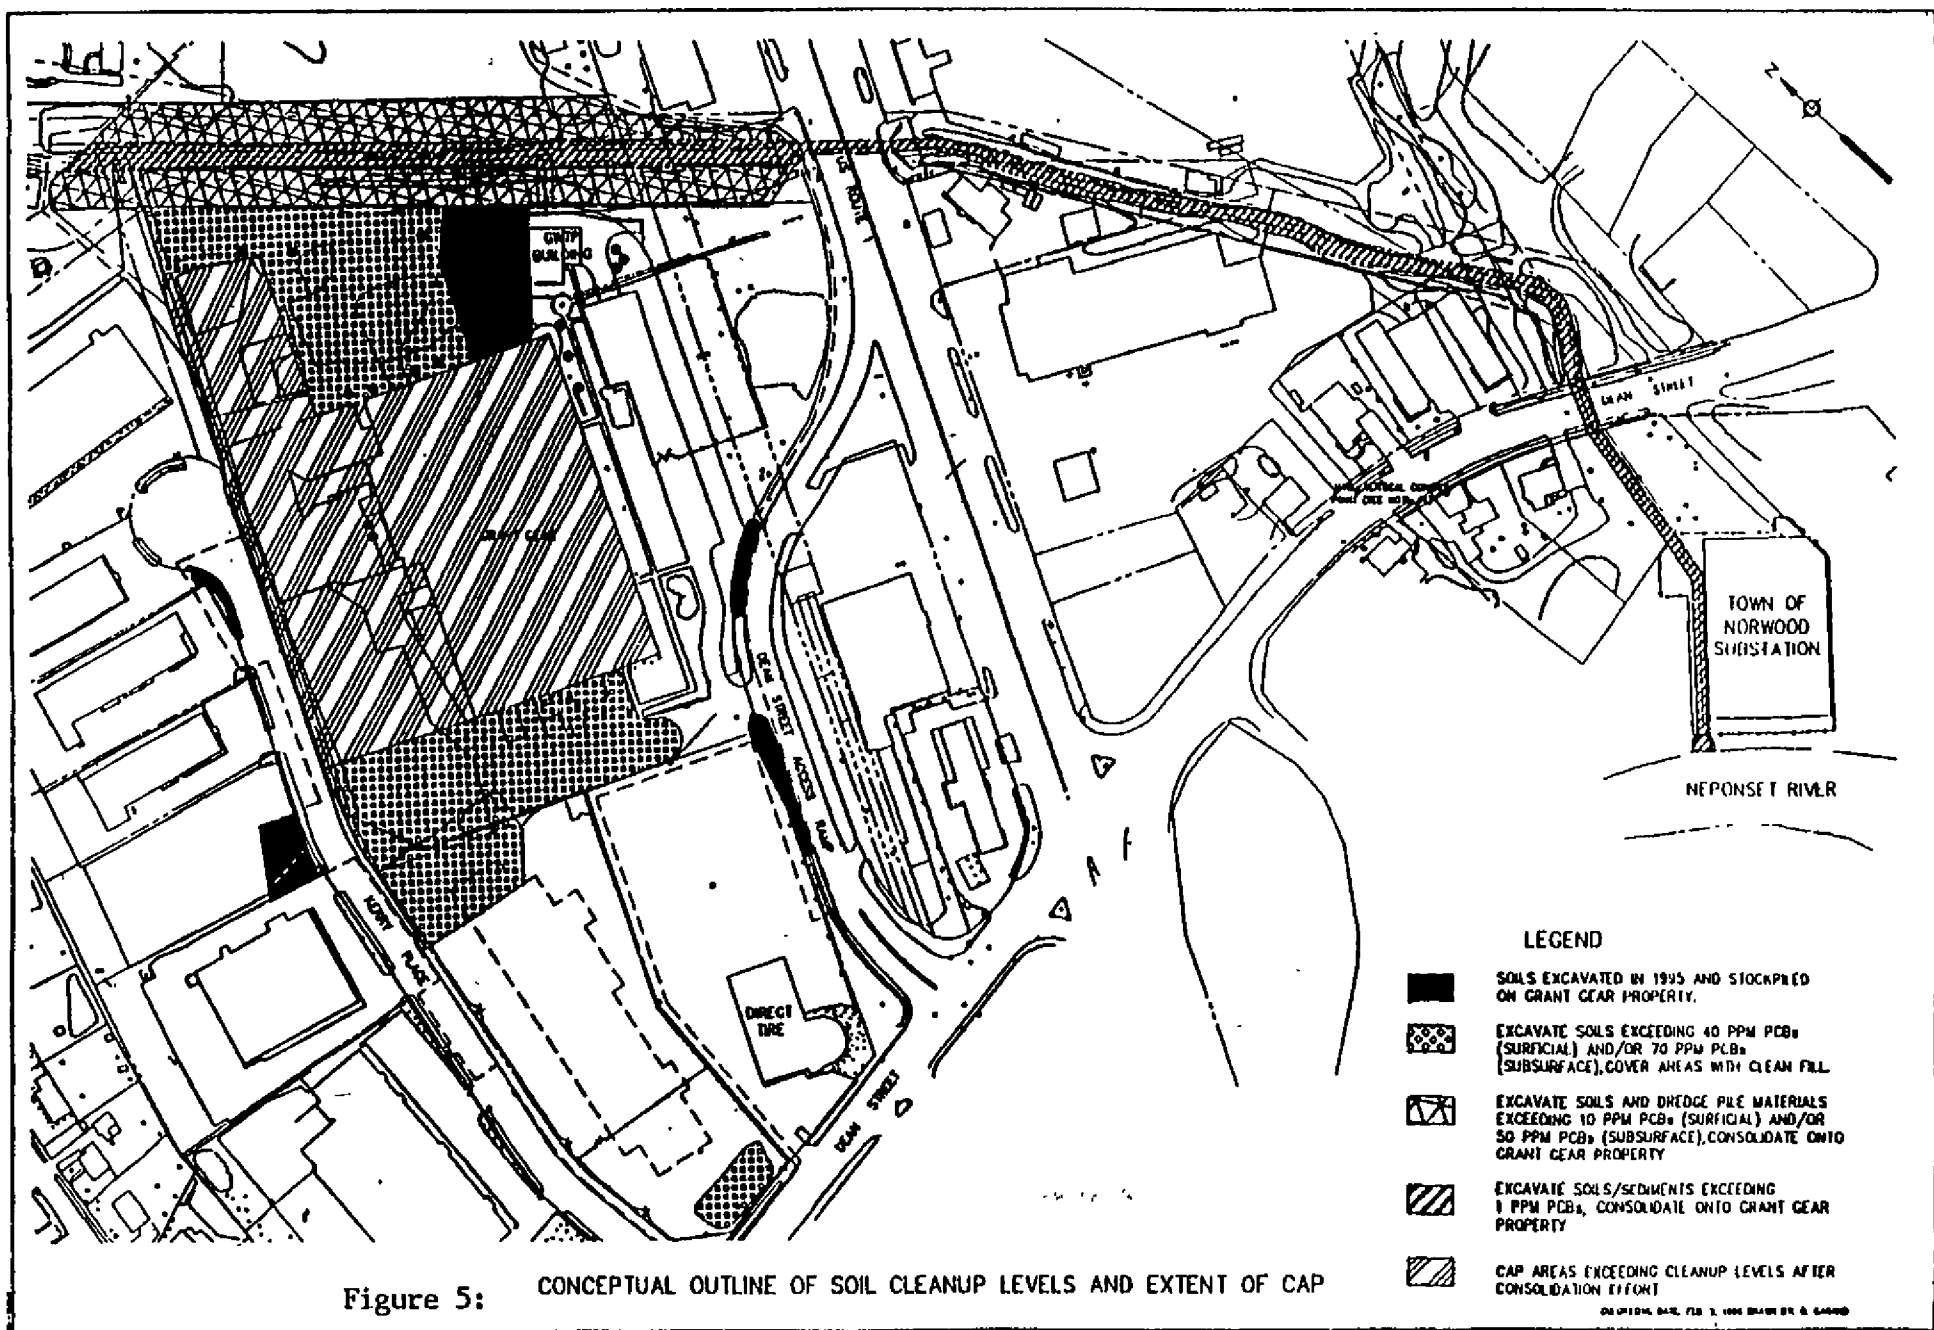 Z
GWTP
BUILDING
US ROUTE 1
GRANT GEAR
DEAN STREET
DEAN STREET ACCESS RAMP
TOWN OF
NORWOOD
SUBSTATION
NEPONSET RIVER
KERRY PLACE
DIRECT
TIRE
DEAN STREET
LEGEND
SOILS EXCAVATED IN 1995 AND STOCKPILED
ON GRANT GEAR PROPERTY.
EXCAVATE SOILS EXCEEDING 40 PPM PCBs
(SURFICIAL) AND/OR 70 PPM PCBs
(SUBSURFACE), COVER AREAS WITH CLEAN FILL.
EXCAVATE SOILS AND DREDGE PILE MATERIALS
EXCEEDING 10 PPM PCBs (SURFICIAL) AND/OR
50 PPM PCBs (SUBSURFACE), CONSOLIDATE ONTO
GRANT GEAR PROPERTY
EXCAVATE SOILS/SEDIMENTS EXCEEDING
1 PPM PCBs, CONSOLIDATE ONTO GRANT GEAR
PROPERTY
CAP AREAS EXCEEDING CLEANUP LEVELS AFTER
CONSOLIDATION EFFORT
Figure 5: CONCEPTUAL OUTLINE OF SOIL CLEANUP LEVELS AND EXTENT OF CAP